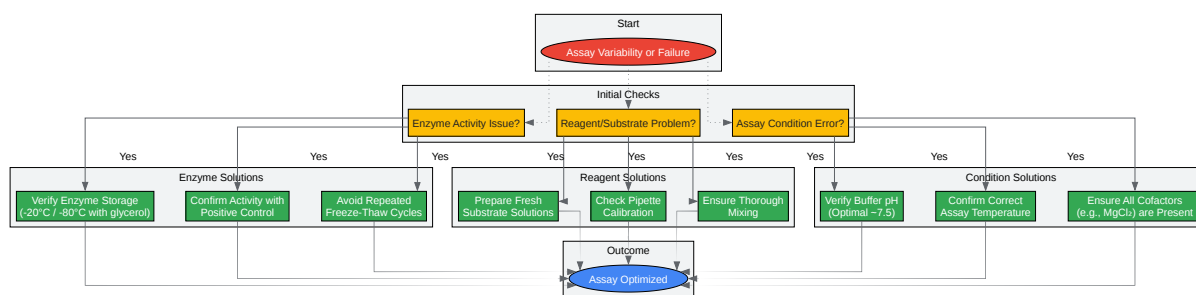 Start
Assay Variability or Failure
Initial Checks
Enzyme Activity Issue?
Reagent/Substrate Problem?
Assay Condition Error?
Yes
Yes
Yes
Yes
Yes
Yes
Yes
Yes
Yes
Enzyme Solutions
Reagent Solutions
Condition Solutions
Verify Enzyme Storage
(-20°C / -80°C with glycerol)
Confirm Activity with
Positive Control
Avoid Repeated
Freeze-Thaw Cycles
Prepare Fresh
Substrate Solutions
Check Pipette
Calibration
Ensure Thorough
Mixing
Verify Buffer pH
(Optimal ~7.5)
Confirm Correct
Assay Temperature
Ensure All Cofactors
(e.g., MgCl₂) are Present
Outcome
Assay Optimized